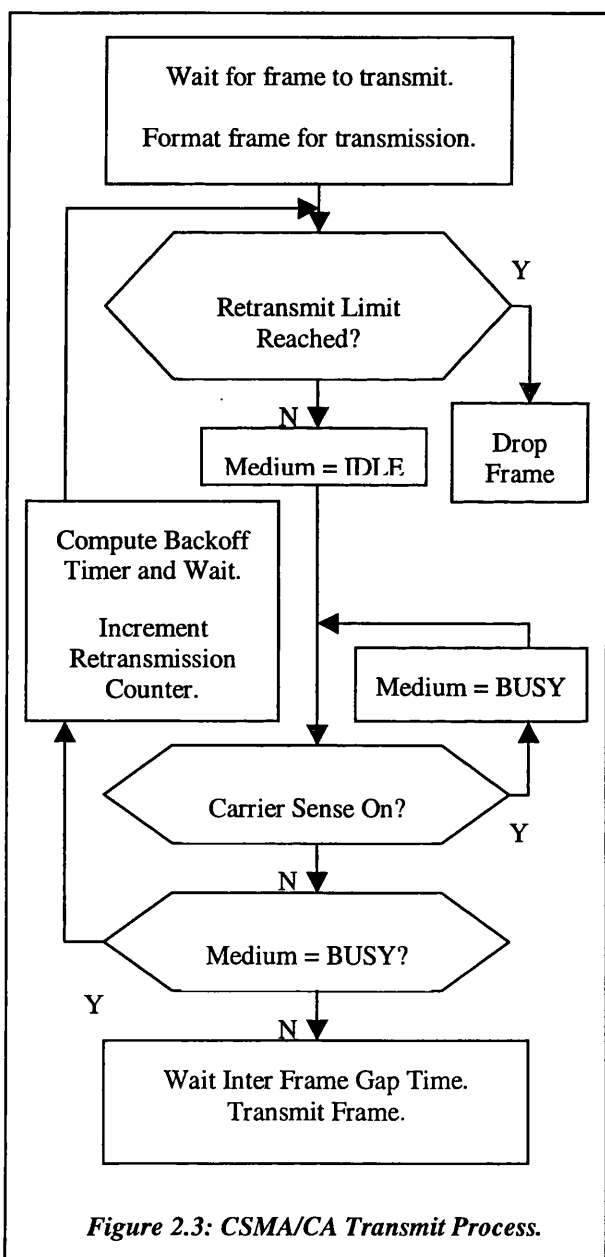 Wait for frame to transmit.
Format frame for transmission.
Y
Retransmit Limit
Reached?
N
Medium = IDLE
Drop
Frame
Compute Backoff
Timer and Wait.
Increment
Retransmission
Counter.
Medium = BUSY
Carrier Sense On?
Y
N
Medium = BUSY?
Y
N
Wait Inter Frame Gap Time.
Transmit Frame.
Figure 2.3: CSMA/CA Transmit Process.